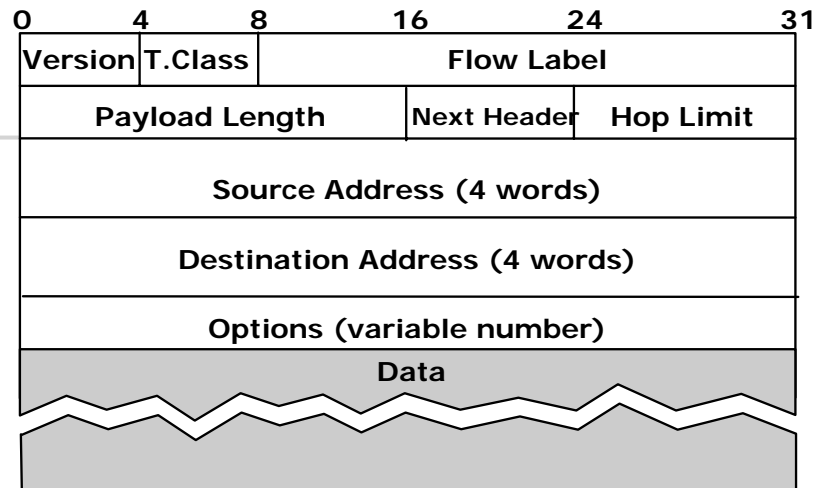 0 4 8 16 24 31
Version T.Class Flow Label
Payload Length Next Header Hop Limit
Source Address (4 words)
Destination Address (4 words)
Options (variable number)
Data